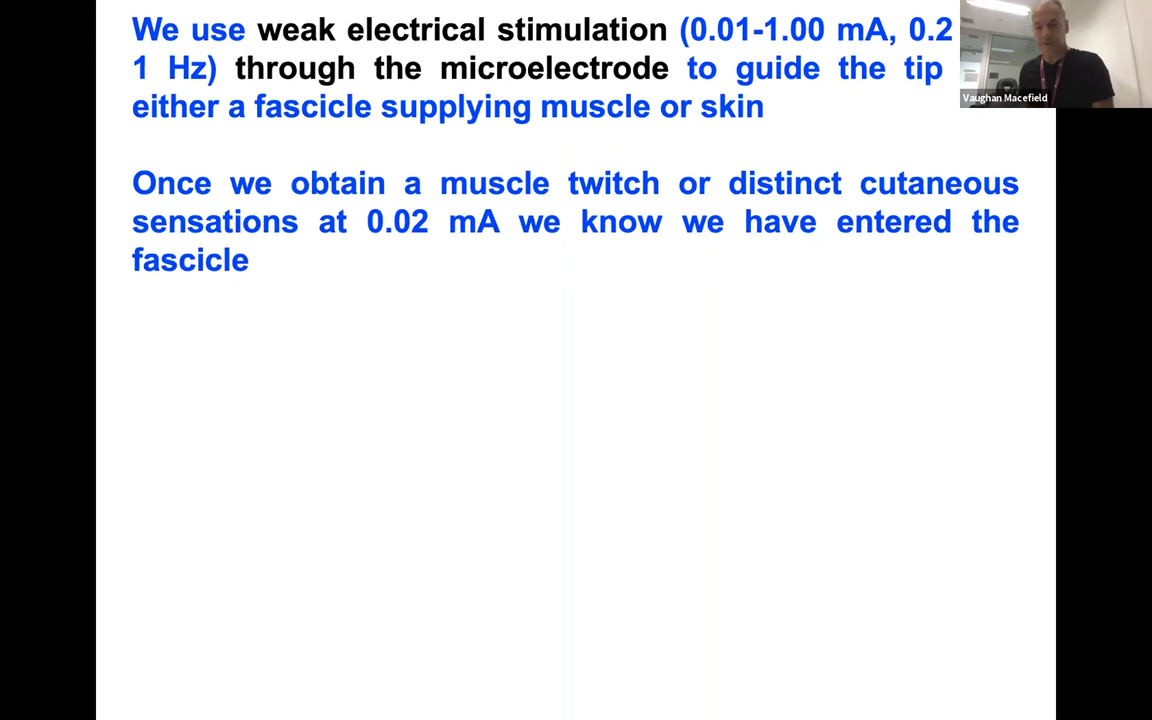 We use weak electrical stimulation (0.01-1.00 mA, 0.2
1 Hz) through the microelectrode to guide the tip
either a fascicle supplying muscle or skin
Once we obtain a muscle twitch or distinct cutaneous
sensations at 0.02 mA we know we have entered the
fascicle
Vaughan Macefield